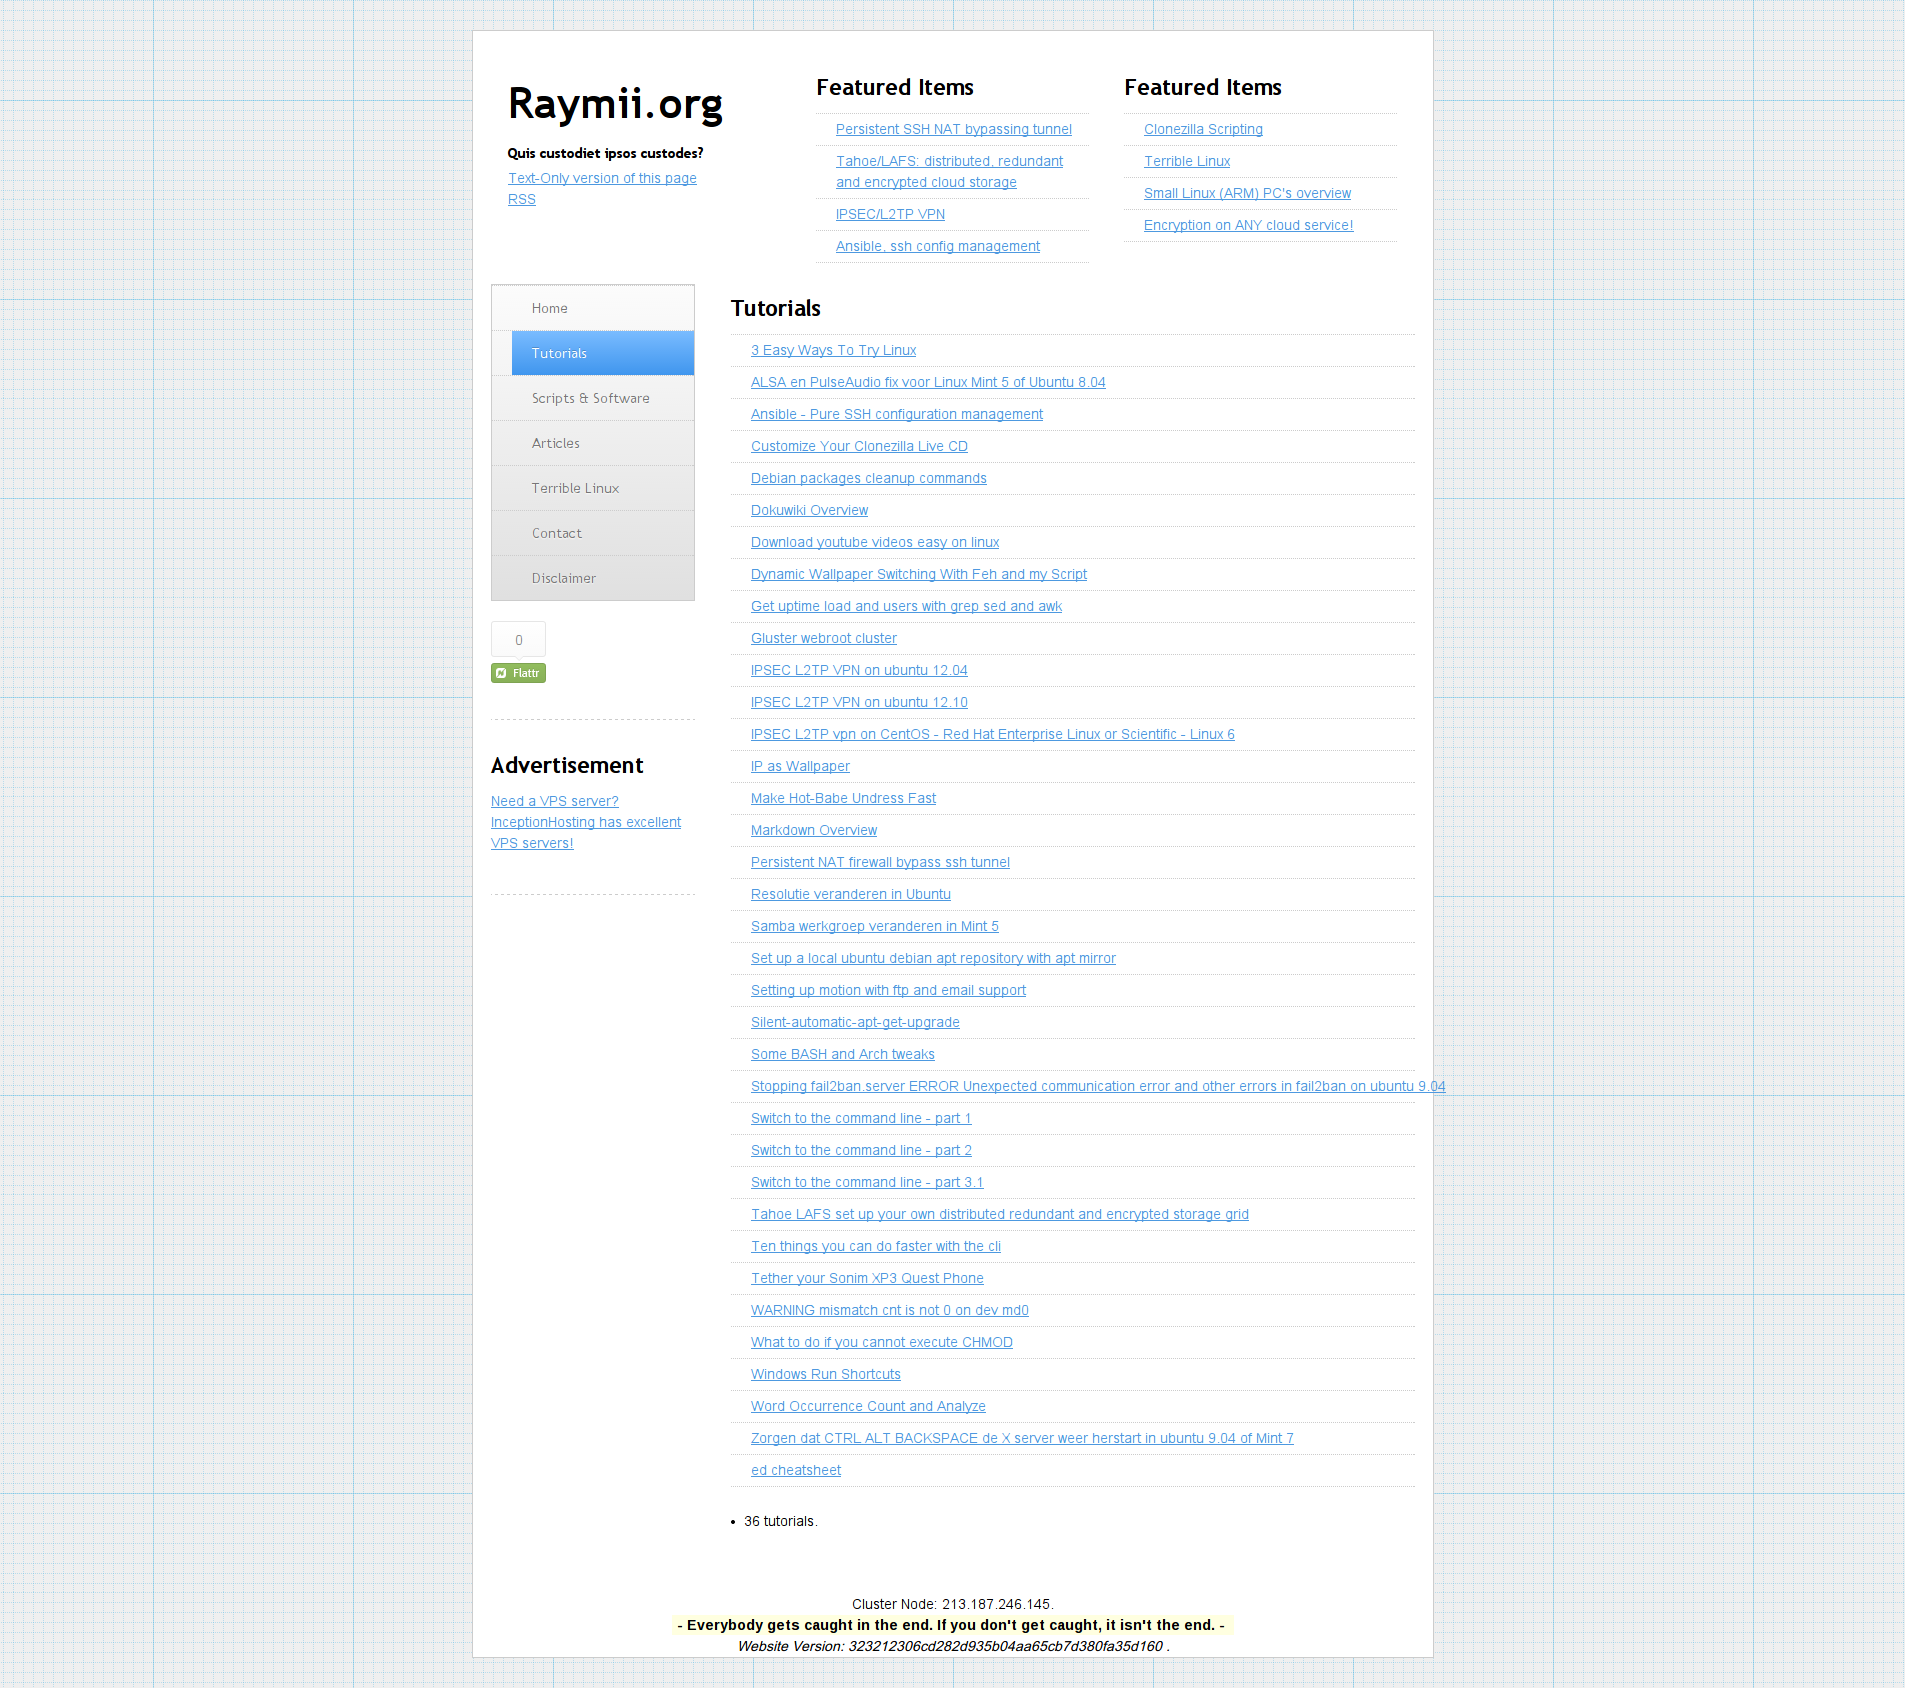 Raymii.org
Quis custodiet ipsos custodes?
Text-Only version of this page
RSS
Featured Items
Persistent SSH NAT bypassing tunnel
Tahoe/LAFS: distributed, redundant
and encrypted cloud storage
IPSEC/L2TP VPN
Ansible, ssh config management
Featured Items
Clonezilla Scripting
Terrible Linux
Small Linux (ARM) PC's overview
Encryption on ANY cloud service!
Home
Tutorials
Scripts & Software
Articles
Terrible Linux
Contact
Disclaimer
0
Flattr
Advertisement
Need a VPS server?
InceptionHosting has excellent
VPS servers!
Tutorials
3 Easy Ways To Try Linux
ALSA en PulseAudio fix voor Linux Mint 5 of Ubuntu 8.04
Ansible - Pure SSH configuration management
Customize Your Clonezilla Live CD
Debian packages cleanup commands
Dokuwiki Overview
Download youtube videos easy on linux
Dynamic Wallpaper Switching With Feh and my Script
Get uptime load and users with grep sed and awk
Gluster webroot cluster
IPSEC L2TP VPN on ubuntu 12.04
IPSEC L2TP VPN on ubuntu 12.10
IPSEC L2TP vpn on CentOS - Red Hat Enterprise Linux or Scientific - Linux 6
IP as Wallpaper
Make Hot-Babe Undress Fast
Markdown Overview
Persistent NAT firewall bypass ssh tunnel
Resolutie veranderen in Ubuntu
Samba werkgroep veranderen in Mint 5
Set up a local ubuntu debian apt repository with apt mirror
Setting up motion with ftp and email support
Silent-automatic-apt-get-upgrade
Some BASH and Arch tweaks
Stopping fail2ban.server ERROR Unexpected communication error and other errors in fail2ban on ubuntu 9.04
Switch to the command line - part 1
Switch to the command line - part 2
Switch to the command line - part 3.1
Tahoe LAFS set up your own distributed redundant and encrypted storage grid
Ten things you can do faster with the cli
Tether your Sonim XP3 Quest Phone
WARNING mismatch cnt is not 0 on dev md0
What to do if you cannot execute CHMOD
Windows Run Shortcuts
Word Occurrence Count and Analyze
Zorgen dat CTRL ALT BACKSPACE de X server weer herstart in ubuntu 9.04 of Mint 7
ed cheatsheet
• 36 tutorials.
Cluster Node: 213.187.246.145.
- Everybody gets caught in the end. If you don't get caught, it isn't the end. -
Website Version: 323212306cd282d935b04aa65cb7d380fa35d160 .